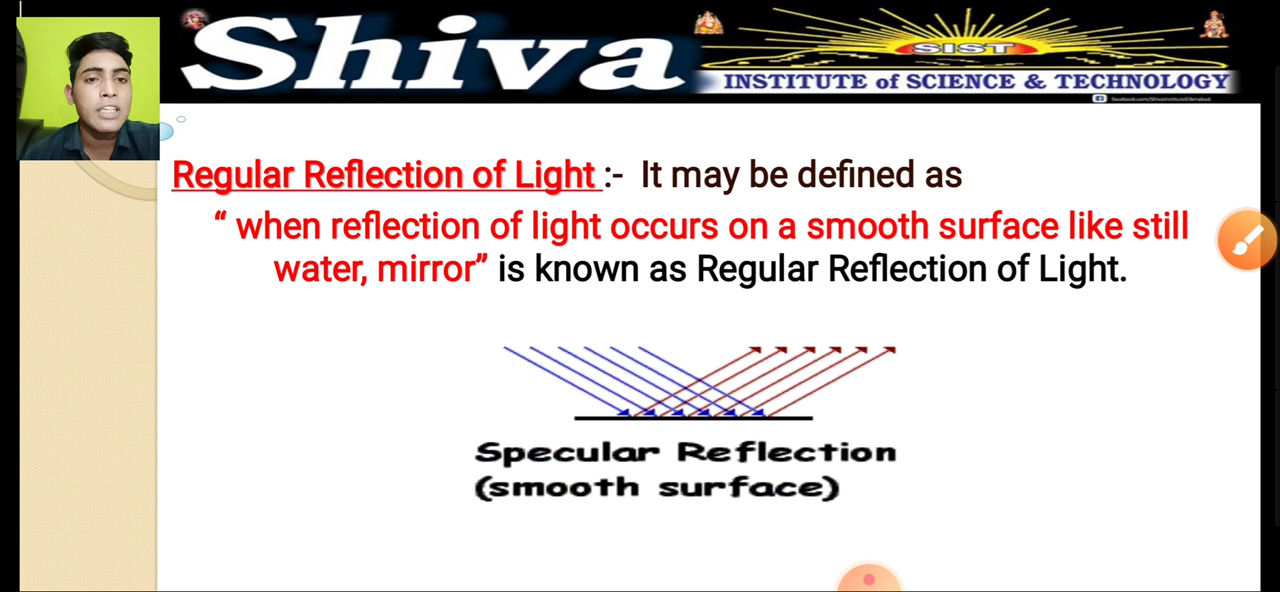 Shiva
SIST
INSTITUTE of SCIENCE & TECHNOLOGY
Regular Reflection of Light :- It may be defined as
“ when reflection of light occurs on a smooth surface like still
water, mirror” is known as Regular Reflection of Light.
Specular Reflection
(smooth surface)